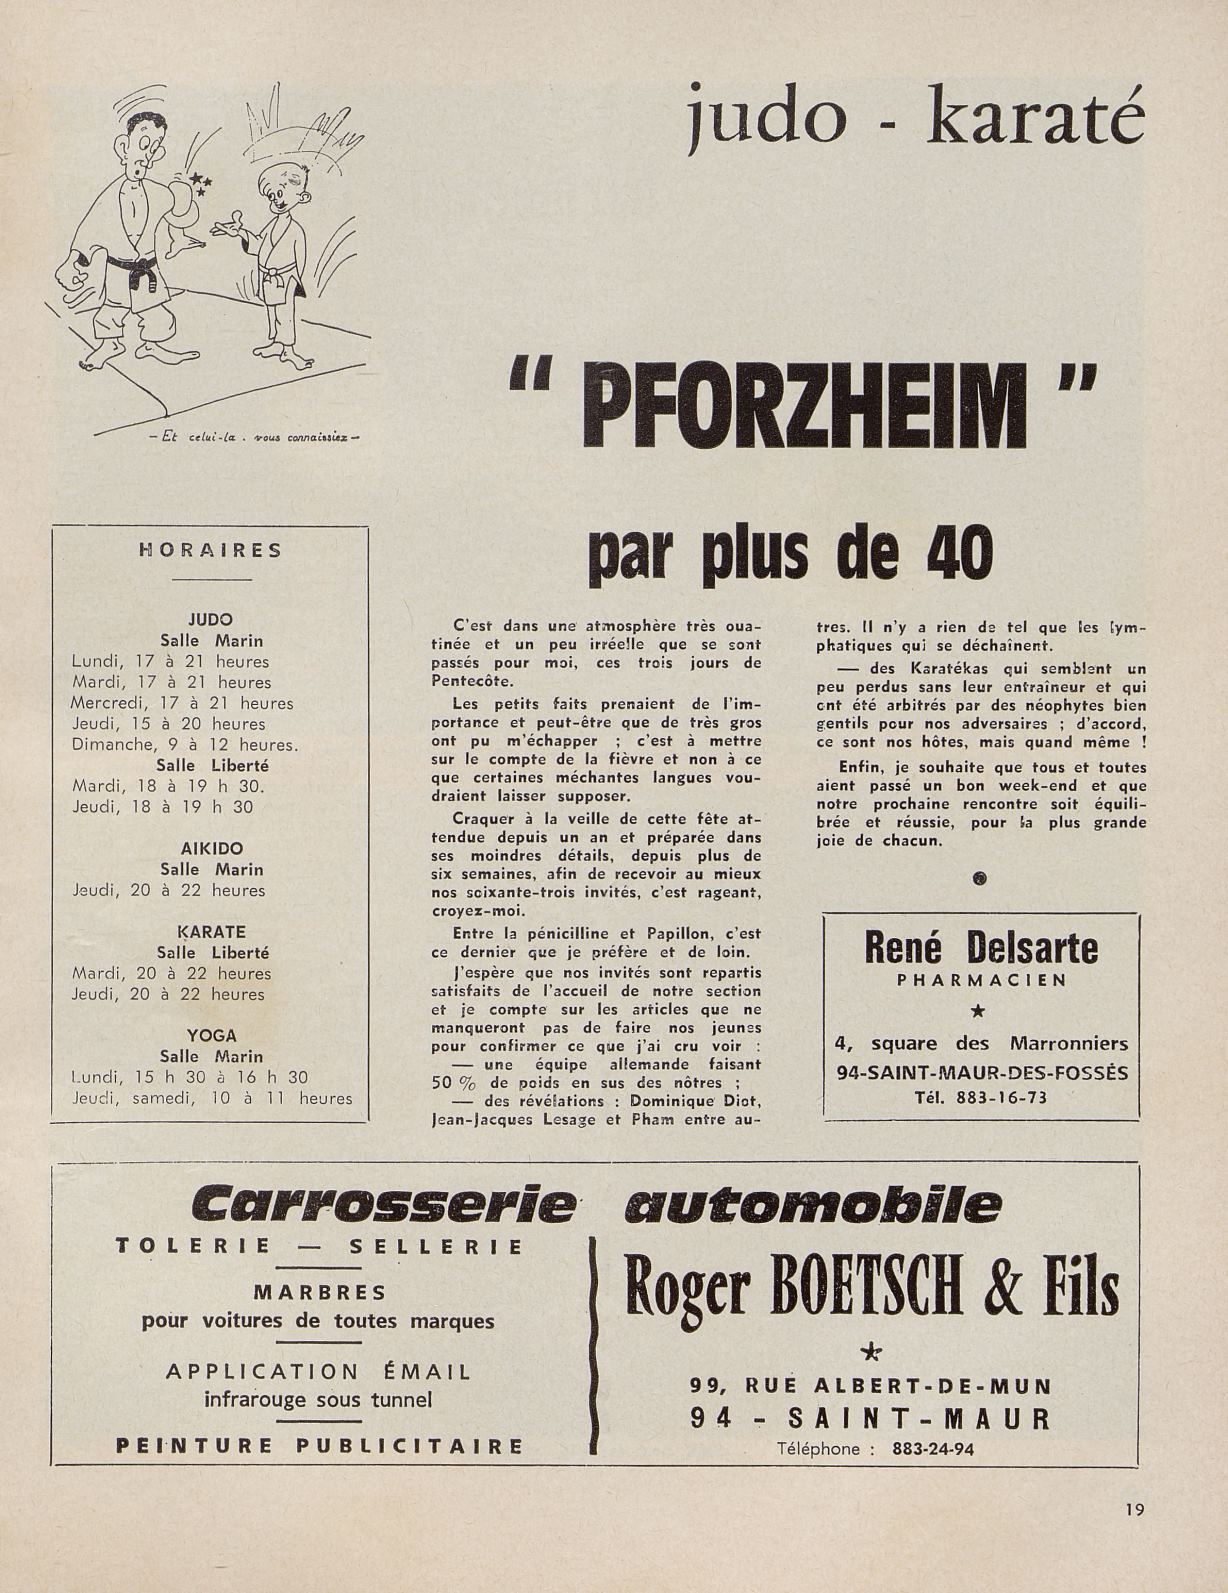 judo - karaté
- Et celui-la . vous connaissiez -
" PFORZHEIM "
par plus de 40
HORAIRES
JUDO
Salle Marin
Lundi, 17 à 21 heures
Mardi, 17 à 21 heures
Mercredi, 17 à 21 heures
Jeudi, 15 à 20 heures
Dimanche, 9 à 12 heures.
Salle Liberté
Mardi, 18 à 19 h 30.
Jeudi, 18 à 19 h 30
AIKIDO
Salle Marin
Jeudi, 20 à 22 heures
KARATE
Salle Liberté
Mardi, 20 à 22 heures
Jeudi, 20 à 22 heures
YOGA
Salle Marin
Lundi, 15 h 30 à 16 h 30
Jeudi, samedi, 10 à 11 heures
C'est dans une atmosphère très oua-
tinée et un peu irréelle que se sont
passés pour moi, ces trois jours de
Pentecôte.
Les petits faits prenaient de l'im-
portance et peut-être que de très gros
ont pu m'échapper ; c'est à mettre
sur le compte de la fièvre et non à ce
que certaines méchantes langues vou-
draient laisser supposer.
Craquer à la veille de cette fête at-
tendue depuis un an et préparée dans
ses moindres détails, depuis plus de
six semaines, afin de recevoir au mieux
nos soixante-trois invités, c'est rageant,
croyez-moi.
Entre la pénicilline et Papillon, c'est
ce dernier que je préfère et de loin.
J'espère que nos invités sont repartis
satisfaits de l'accueil de notre section
et je compte sur les articles que ne
manqueront pas de faire nos jeunes
pour confirmer ce que j'ai cru voir :
— une équipe allemande faisant
50 % de poids en sus des nôtres ;
— des révélations : Dominique Diot,
Jean-Jacques Lesage et Pham entre au-
tres. Il n'y a rien de tel que les lym-
phatiques qui se déchaînent.
— des Karatékas qui semblent un
peu perdus sans leur entraîneur et qui
ont été arbitrés par des néophytes bien
gentils pour nos adversaires ; d'accord,
ce sont nos hôtes, mais quand même !
Enfin, je souhaite que tous et toutes
aient passé un bon week-end et que
notre prochaine rencontre soit équili-
brée et réussie, pour la plus grande
joie de chacun.
René Delsarte
PHARMACIEN
4, square des Marronniers
94-SAINT-MAUR-DES-FOSSÉS
Tél. 883-16-73
Carrosserie automobile
TOLERIE — SELLERIE
MARBRES
pour voitures de toutes marques
APPLICATION ÉMAIL
infrarouge sous tunnel
PEINTURE PUBLICITAIRE
Roger BOETSCH & Fils
99, RUE ALBERT-DE-MUN
94 - SAINT-MAUR
Téléphone : 883-24-94
19